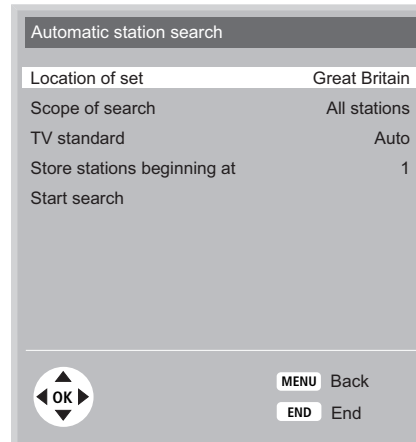 Automatic station search
Location of set Great Britain
Scope of search All stations
TV standard Auto
Store stations beginning at 1
Start search
OK
MENU Back
END End